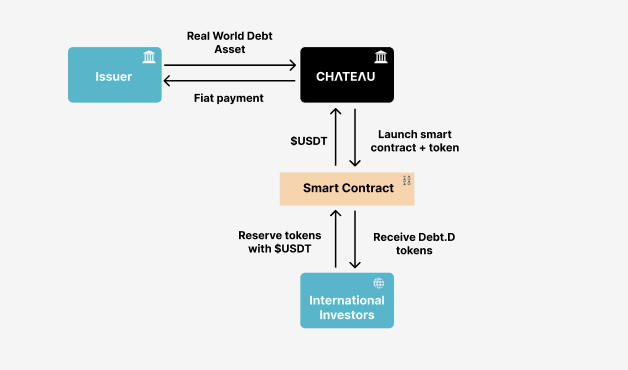 Real World Debt
Asset
Issuer
CHΛTEΛU
Fiat payment
$USDT
Launch smart
contract + token
Smart Contract
Reserve tokens
with $USDT
Receive Debt.D
tokens
International
Investors